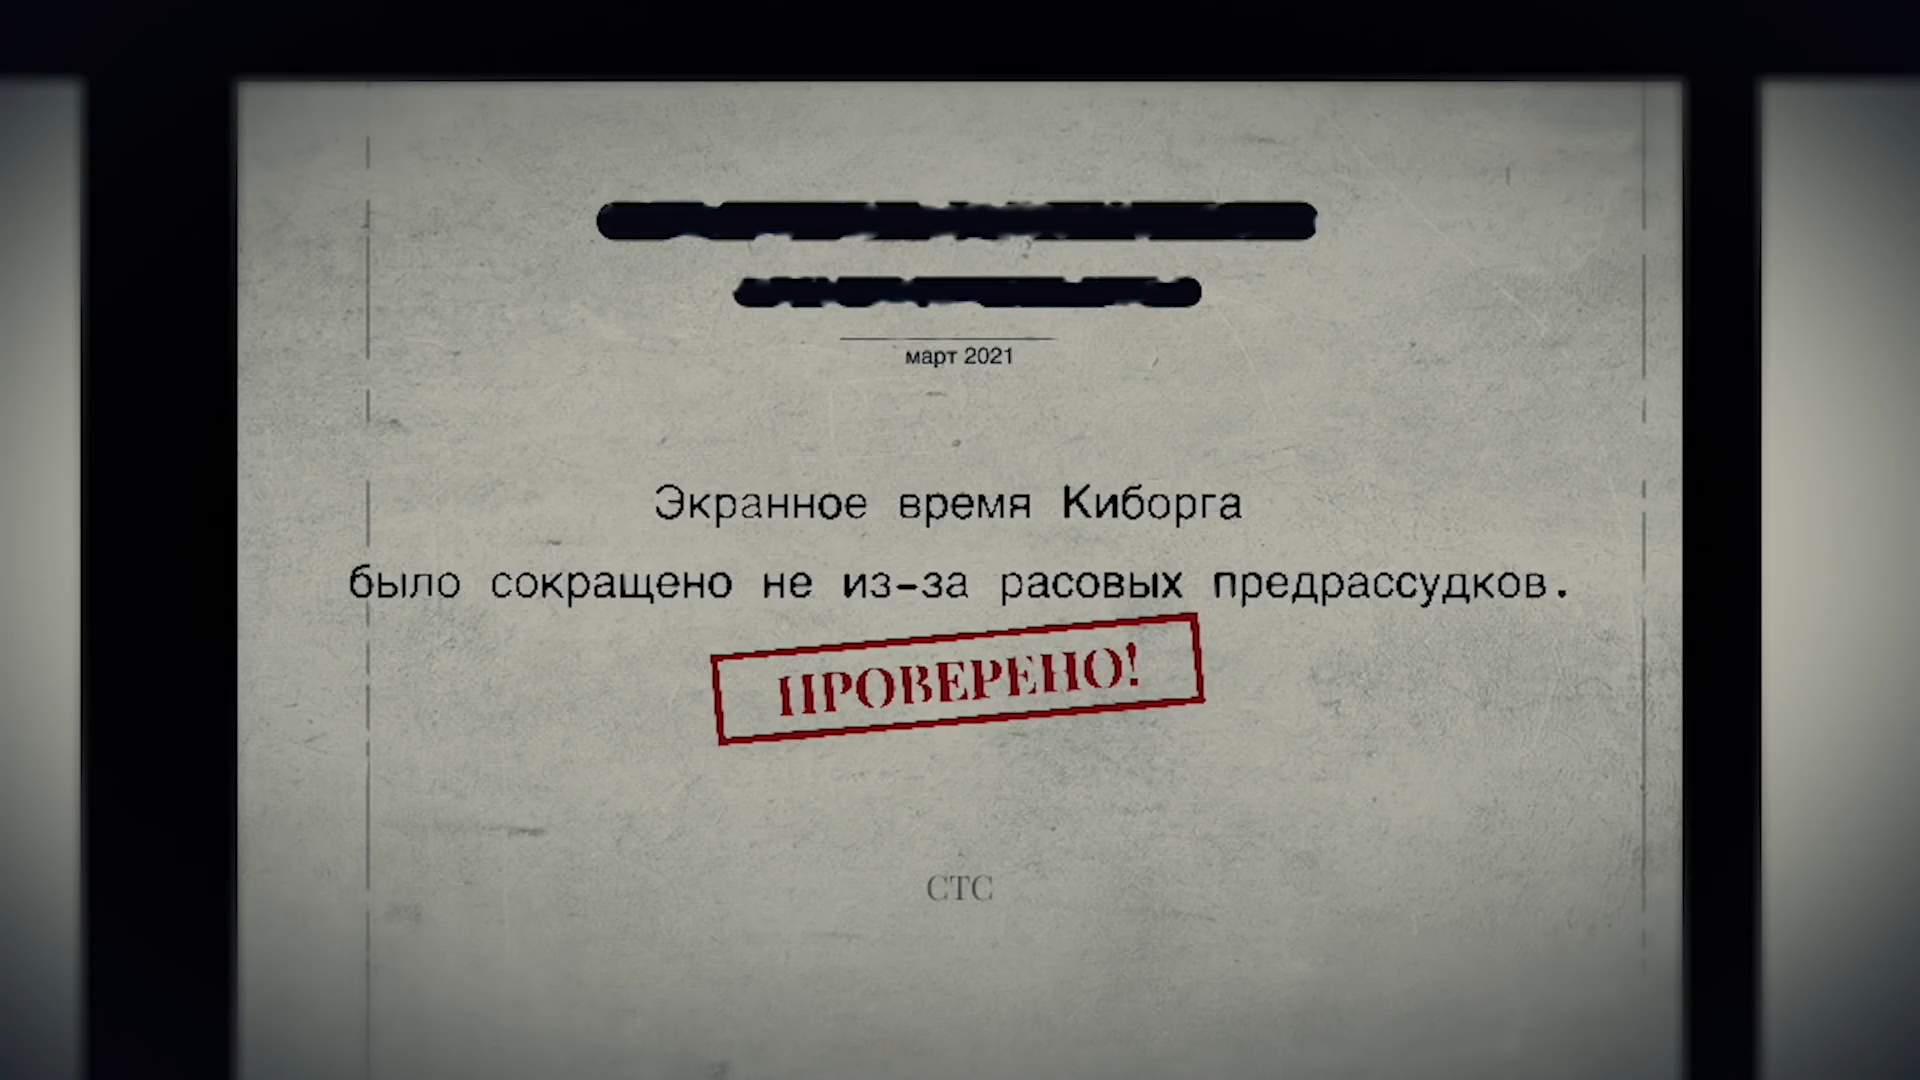 март 2021
Экранное время Киборга
было сокращено не из-за расовых предрассудков.
ПРОВЕРЕНО!
СТС